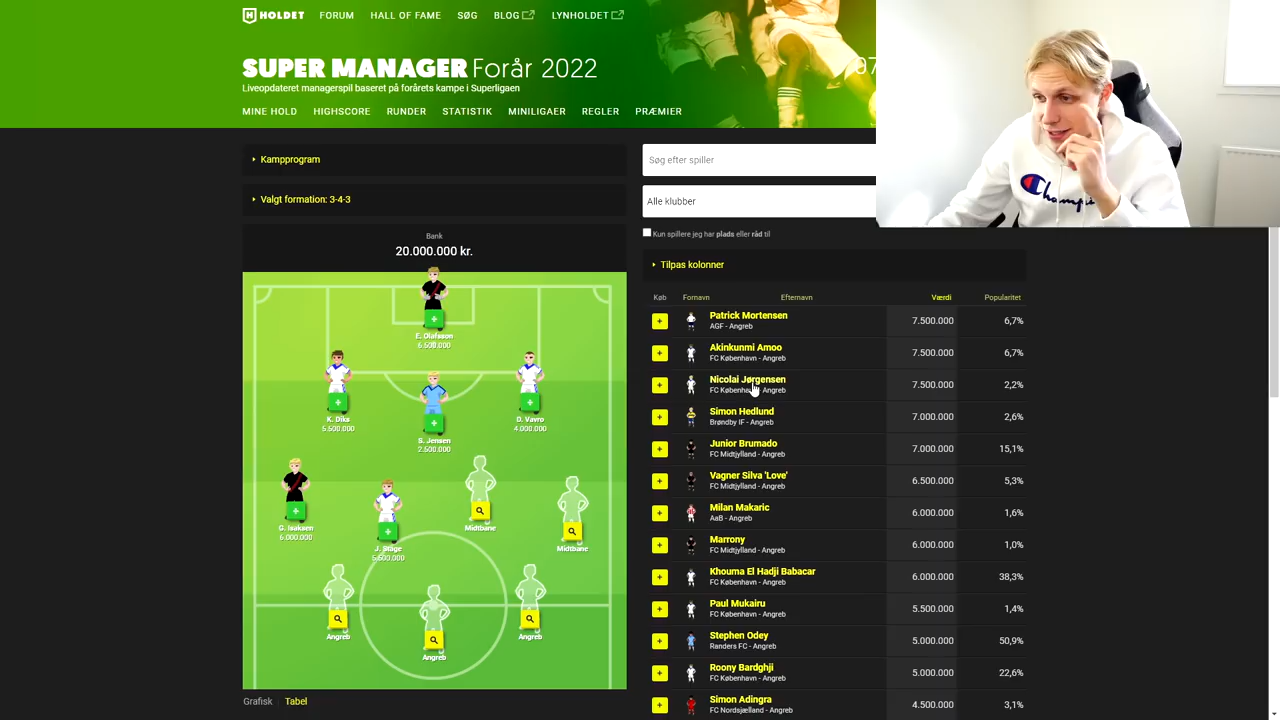 HOLDET
FORUM
HALL OF FAME
SØG
BLOG
LYNHOLDET
SUPER MANAGER Forår 2022
Liveopdateret managerspil baseret på forårets kampe i Superligaen
MINE HOLD
HIGHSCORE
RUNDER
STATISTIK
MINILIGAER
REGLER
PRÆMIER
Kampprogram
Valgt formation: 3-4-3
Bank
20.000.000 kr.
E. Olafsson
6.500.000
K. Diks
5.500.000
S. Jensen
2.500.000
D. Vavro
4.000.000
G. Isaksen
6.000.000
J. Stage
5.500.000
Midtbane
Midtbane
Angreb
Angreb
Angreb
Grafisk
Tabel
Søg efter spiller
Alle klubber
Kun spillere jeg har plads eller råd til
Tilpas kolonner
Køb Fornavn Efternavn Værdi Popularitet
Patrick Mortensen 7.500.000 6,7%
AGF - Angreb
Akinkunmi Amoo 7.500.000 6,7%
FC København - Angreb
Nicolai Jørgensen 7.500.000 2,2%
FC København - Angreb
Simon Hedlund 7.000.000 2,6%
Brøndby IF - Angreb
Junior Brumado 7.000.000 15,1%
FC Midtjylland - Angreb
Vagner Silva 'Love' 6.500.000 5,3%
FC Midtjylland - Angreb
Milan Makaric 6.000.000 1,6%
AaB - Angreb
Marrony 6.000.000 1,0%
FC Midtjylland - Angreb
Khouma El Hadji Babacar 6.000.000 38,3%
FC København - Angreb
Paul Mukairu 5.500.000 1,4%
FC København - Angreb
Stephen Odey 5.000.000 50,9%
Randers FC - Angreb
Roony Bardghji 5.000.000 22,6%
FC København - Angreb
Simon Adingra 4.500.000 3,1%
FC Nordsjælland - Angreb